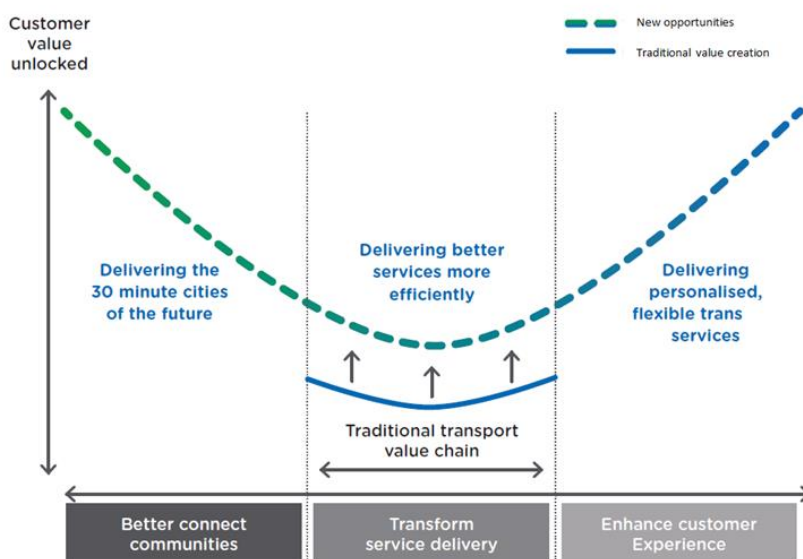 Customer
value
unlocked
New opportunities
Traditional value creation
Delivering the
30 minute cities
of the future
Delivering better
services more
efficiently
Delivering
personalised,
flexible trans
services
Traditional transport
value chain
Better connect
communities
Transform
service delivery
Enhance customer
Experience